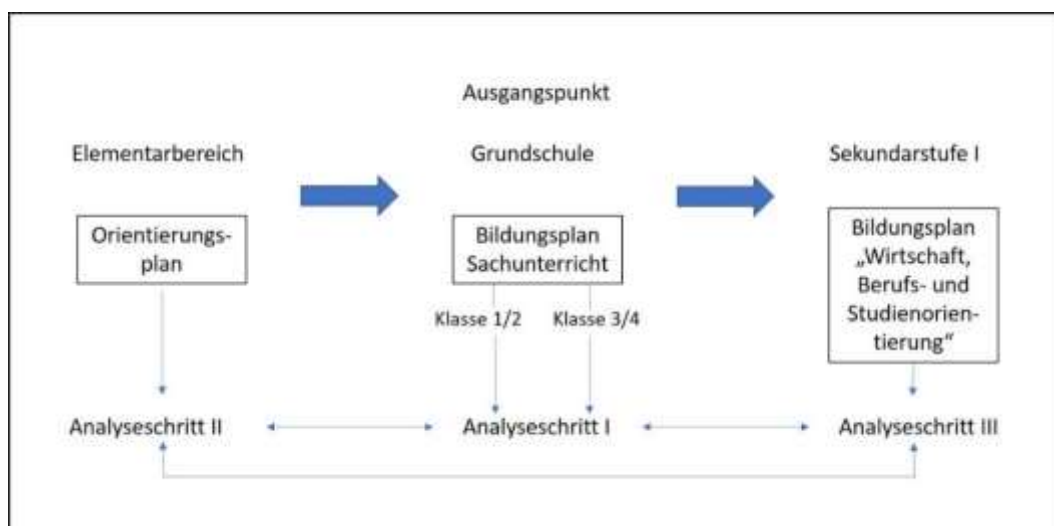 Ausgangspunkt
Elementarbereich
Grundschule
Sekundarstufe I
Orientierungs-
plan
Bildungsplan
Sachunterricht
Bildungsplan
„Wirtschaft,
Berufs- und
Studienorien-
tierung“
Klasse 1/2
Klasse 3/4
Analyseschritt II
Analyseschritt I
Analyseschritt III